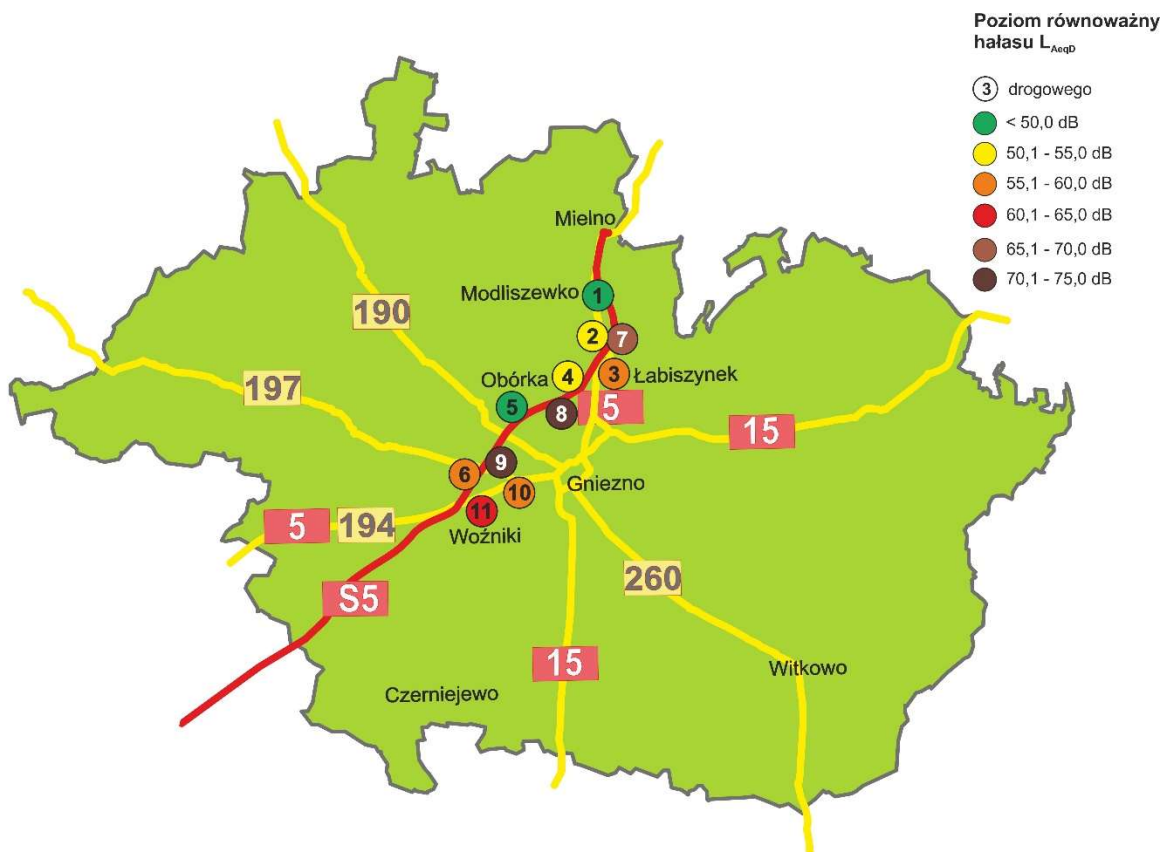 Poziom równoważny
hałasu LAeqD
3 drogowego
< 50,0 dB
50,1 - 55,0 dB
55,1 - 60,0 dB
60,1 - 65,0 dB
65,1 - 70,0 dB
70,1 - 75,0 dB
Mielno
Modliszewko
1
190
2
7
197
Obórka
4
3
Łabiszynek
5
8
5
15
6
9
10
Gniezno
11
5
194
Woźniki
260
S5
15
Witkowo
Czerniejewo